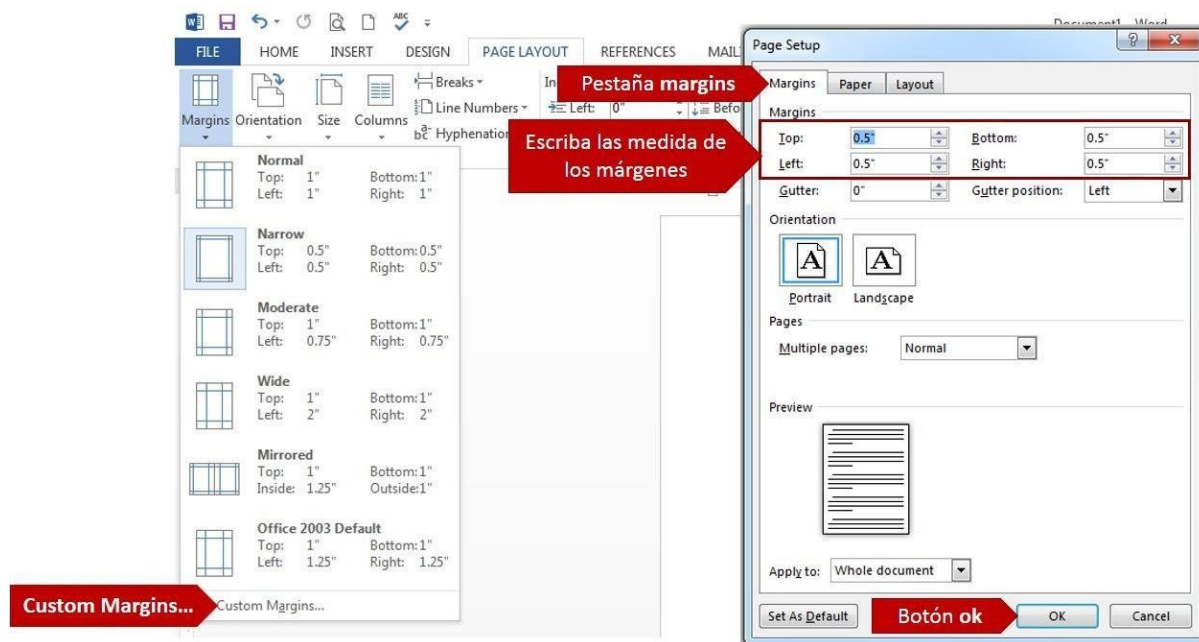 ABC
Document1 - Word
FILE HOME INSERT DESIGN PAGE LAYOUT REFERENCES MAIL
Margins Orientation Size Columns
Breaks
Line Numbers
Hyphenation
In
Left: 0"
Befo
Normal
Top: 1" Bottom: 1"
Left: 1" Right: 1"
Narrow
Top: 0.5" Bottom: 0.5"
Left: 0.5" Right: 0.5"
Moderate
Top: 1" Bottom: 1"
Left: 0.75" Right: 0.75"
Wide
Top: 1" Bottom: 1"
Left: 2" Right: 2"
Mirrored
Top: 1" Bottom: 1"
Inside: 1.25" Outside: 1"
Office 2003 Default
Top: 1" Bottom: 1"
Left: 1.25" Right: 1.25"
Custom Margins...
Custom Margins...
Pestaña margins
Escriba las medida de
los márgenes
Page Setup
Margins Paper Layout
Margins
Top: 0.5" Bottom: 0.5"
Left: 0.5" Right: 0.5"
Gutter: 0" Gutter position: Left
Orientation
A A
Portrait Landscape
Pages
Multiple pages: Normal
Preview
Apply to: Whole document
Set As Default
Botón ok
OK Cancel